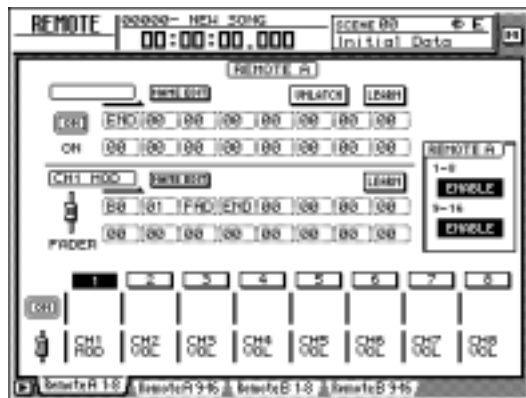 REMOTE
00000- NEW SONG
00:00:00.000
SCENE 00
E
Initial Data
REMOTE A
NAME EDIT
UNLATCH
LEARN
ON
END 00 00 00 00 00 00 00
ON
00 00 00 00 00 00 00 00
CH1 MOD
NAME EDIT
LEARN
B0 01 FAD END 00 00 00 00
FADER
00 00 00 00 00 00 00 00
REMOTE A
1-8
ENABLE
9-16
ENABLE
1 2 3 4 5 6 7 8
ON
CH1 MOD
CH2 VOL
CH3 VOL
CH4 VOL
CH5 VOL
CH6 VOL
CH7 VOL
CH8 VOL
RemoteA 1-8
RemoteA 9-16
RemoteB 1-8
RemoteB 9-16